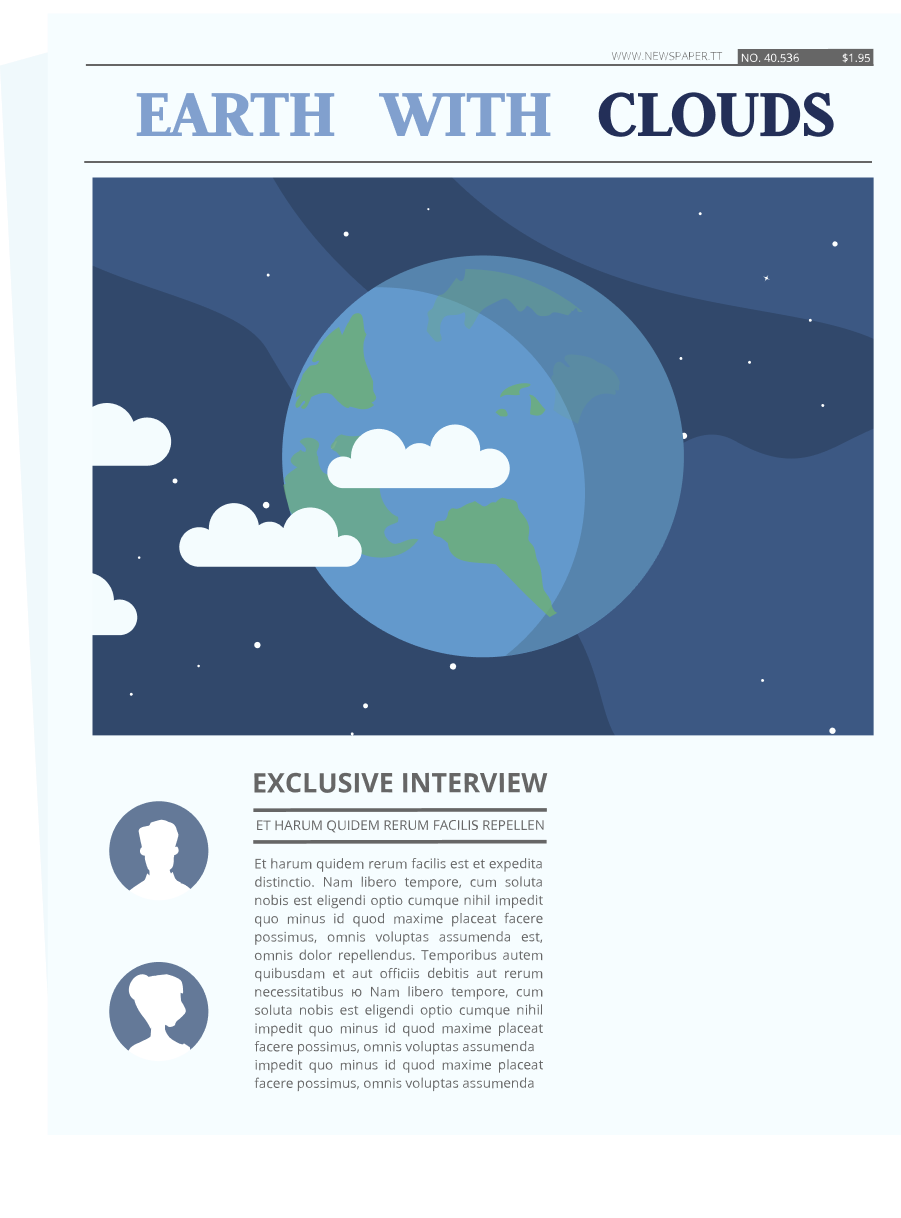 WWW.NEWSPAPER.TT NO. 40.536 $1.95
EARTH WITH CLOUDS
EXCLUSIVE INTERVIEW
ET HARUM QUIDEM RERUM FACILIS REPELLEN
Et harum quidem rerum facilis est et expedita
distinctio. Nam libero tempore, cum soluta
nobis est eligendi optio cumque nihil impedit
quo minus id quod maxime placeat facere
possimus, omnis voluptas assumenda est,
omnis dolor repellendus. Temporibus autem
quibusdam et aut officiis debitis aut rerum
necessitatibus ю Nam libero tempore, cum
soluta nobis est eligendi optio cumque nihil
impedit quo minus id quod maxime placeat
facere possimus, omnis voluptas assumenda
impedit quo minus id quod maxime placeat
facere possimus, omnis voluptas assumenda